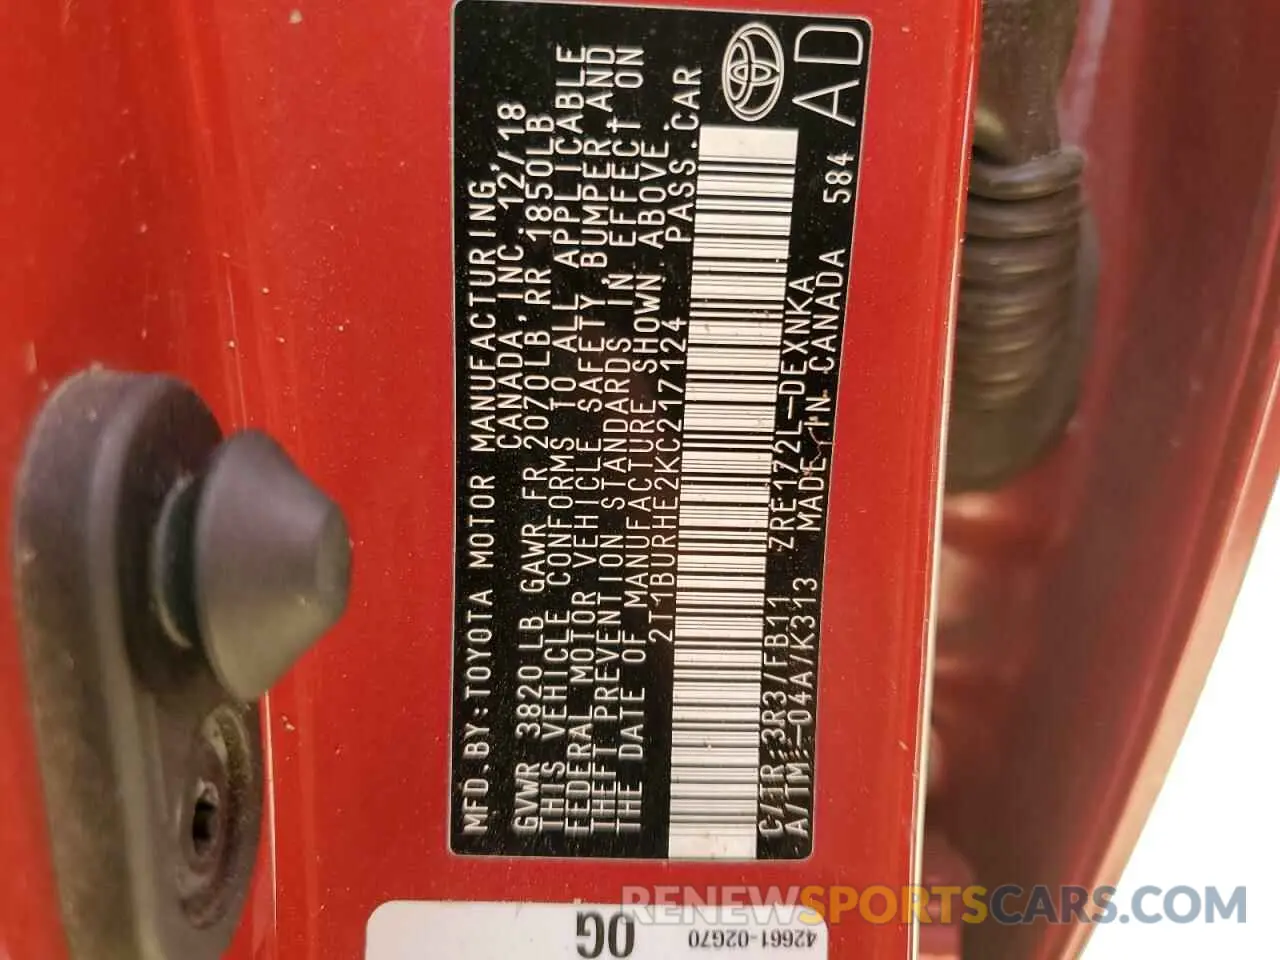 MFD.BY:TOYOTA MOTOR MANUFACTURING,
CANADA,INC. 12/18
GVWR 3820 LB GAWR FR 2070LB RR 1850LB
THIS VEHICLE CONFORMS TO ALL APPLICABLE
FEDERAL MOTOR VEHICLE SAFETY, BUMPER,AND
THEFT PREVENTION STANDARDS IN EFFECT ON
THE DATE OF MANUFACTURE SHOWN ABOVE.
2T1BURHE2KC217124 PASS.CAR
C/TR:3R3/FB11 ZRE172L-DEXNKA
A/TM:-04A/K313 MADE IN CANADA 584
AD
42661-02G70
0G
RENEWSPORTSCARS.COM